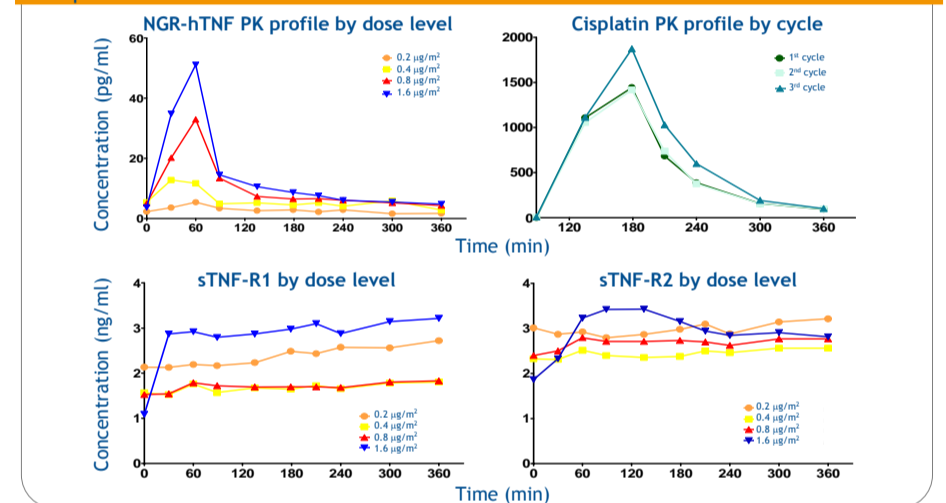 NGR-hTNF PK profile by dose level
Concentration (pg/ml)
60
40
20
0
0 60 120 180 240 300 360
0.2 µg/m²
0.4 µg/m²
0.8 µg/m²
1.6 µg/m²
Cisplatin PK profile by cycle
2000
1500
1000
500
0
120 180 240 300 360
1st cycle
2nd cycle
3rd cycle
Time (min)
sTNF-R1 by dose level
Concentration (ng/ml)
4
3
2
1
0
0 60 120 180 240 300 360
0.2 µg/m²
0.4 µg/m²
0.8 µg/m²
1.6 µg/m²
sTNF-R2 by dose level
4
3
2
1
0
0 60 120 180 240 300 360
0.2 µg/m²
0.4 µg/m²
0.8 µg/m²
1.6 µg/m²
Time (min)